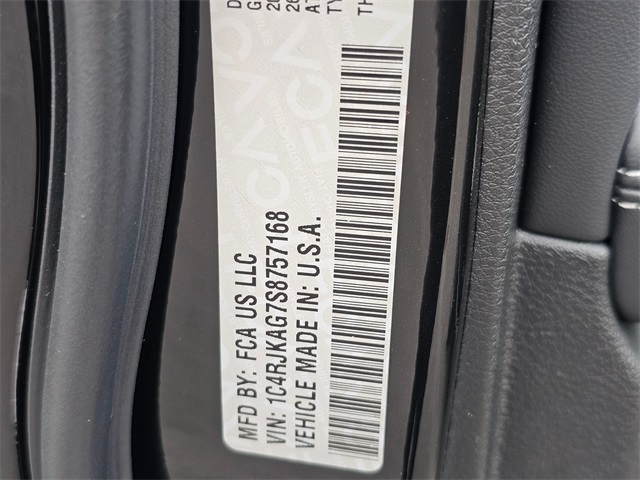 MFD BY: FCA US LLC
VIN: 1C4RJKAG7S8757168
VEHICLE MADE IN: U.S.A.